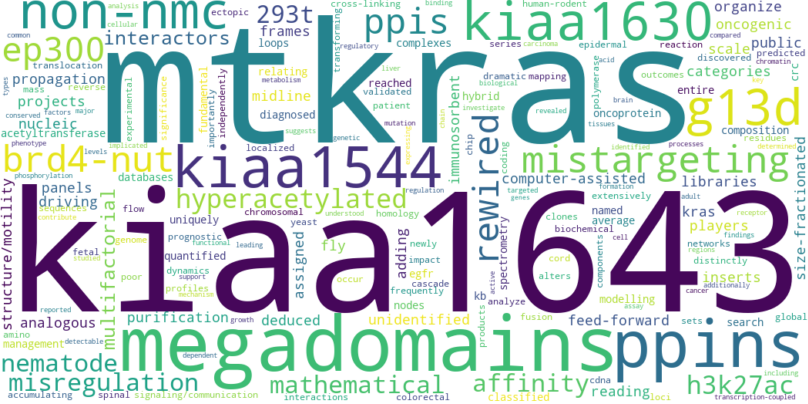 non-nmc
analysis
cellular
ectopic
293t
cross-linking
transforming
ppis
binding
human-rodent
kiaa1630
organize
oncogenic
common
ep300
interactors
frames
loops
regulatory
complexes
series
carcinoma
epidermal
scale
public
compared
types
translocation
mtkras
relating
reached
transforming
reaction
discovered
predicted
chromatin
propagation
mass
reverse
metabolism
validated
dramatic
mapping
polymerase
acid
outcomes
categories
crc
conserved
factors
major
projects
experimental
significance
fundamental
importantly
independently
midline
liver
patient
hybrid
biological
investigate
g13d
entire
nucleic
acetyltransferase
diagnosed
mutation
immunosorbent
revealed
brain
tissues
oncoprotein
composition
phenotype
implicated
brd4-nut
localized
genetic
suggests
chain
expressing
rewired
chip
coding
identified
processes
residues
determined
levels
phosphorylation
panels
driving
databases
kiaa1544
regulation
mistargeting
computer-assisted
targeted
genes
formation
adult
receptor
libraries
size-fractionated
structure/motility
sequences
contribute
multifactorial
hyperacetylated
flow
uniquely
chromosomal
understood
homology
extensively
named
average
kras
players
fetal
genome
prognostic
functional
leading
yeast
fly
adding
newly
impact
spectrometry
clones
biochemical
components
cell
networks
regions
findings
distinctly
studied
poor
quantified
dynamics
support
mechanism
assigned
occur
egfr
cascade
cord
alters
kiaa1643
cancer
additionally
reported
profiles
frequently
nodes
active
kb
analyze
modelling
assay
inserts
analogous
purification
growth
deduced
unidentified
products
fusion
feed-forward
sets
search
global
amino
management
detectable
dependent
megadomains
ppins
nematode
misregulation
mathematical
affinity
cdna
reading
h3k27ac
including
accumulating
spinal
signaling/communication
interactions
colorectal
classified
loci
transcription-coupled